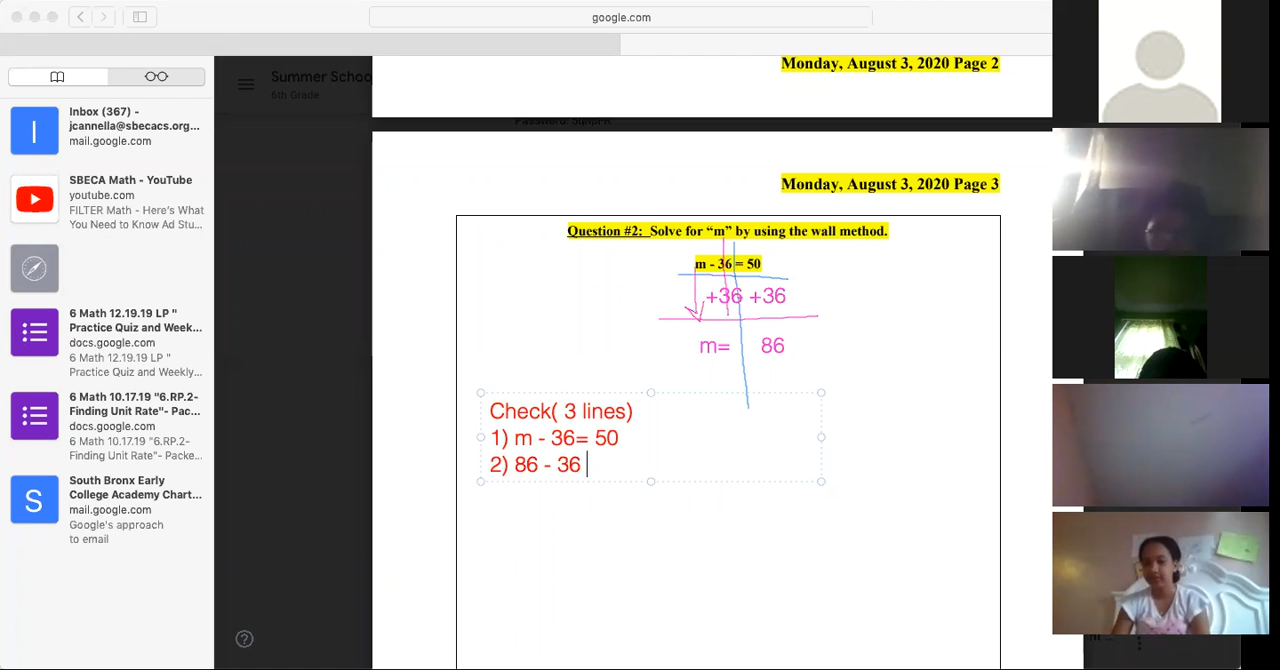 google.com
Inbox (367) -
jcannella@sbecacs.org...
mail.google.com
SBECA Math - YouTube
youtube.com
FILTER Math - Here's What
You Need to Know Ad Stu...
6 Math 12.19.19 LP "
Practice Quiz and Week...
docs.google.com
6 Math 12.19.19 LP "
Practice Quiz and Weekly...
6 Math 10.17.19 "6.RP.2-
Finding Unit Rate"- Pac...
docs.google.com
6 Math 10.17.19 "6.RP.2-
Finding Unit Rate"- Packe...
South Bronx Early
College Academy Chart...
mail.google.com
Google's approach
to email
Summer Schoo
6th Grade
Monday, August 3, 2020 Page 2
Monday, August 3, 2020 Page 3
Question #2: Solve for “m” by using the wall method.
m - 36 = 50
+36 +36
m= 86
Check( 3 lines)
1) m - 36= 50
2) 86 - 36